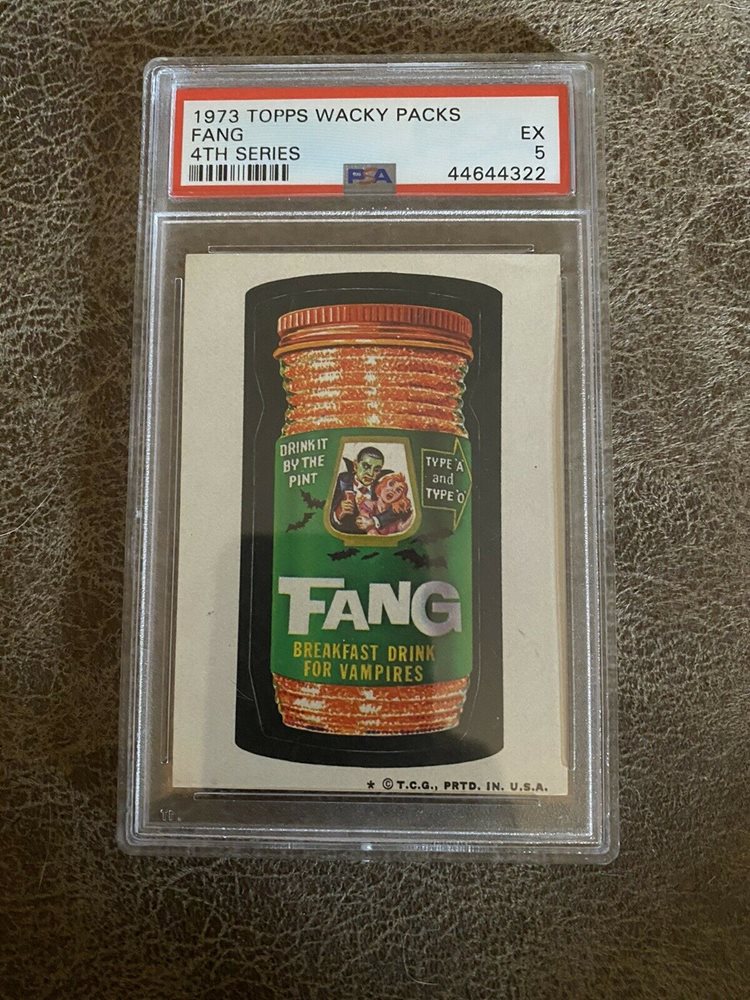 1973 TOPPS WACKY PACKS
FANG EX
4TH SERIES 5
PSA 44644322
DRINK IT
BY THE
PINT
TYPE "A"
and
TYPE "O"
FANG
BREAKFAST DRINK
FOR VAMPIRES
* © T.C.G., PRTD. IN. U.S.A.